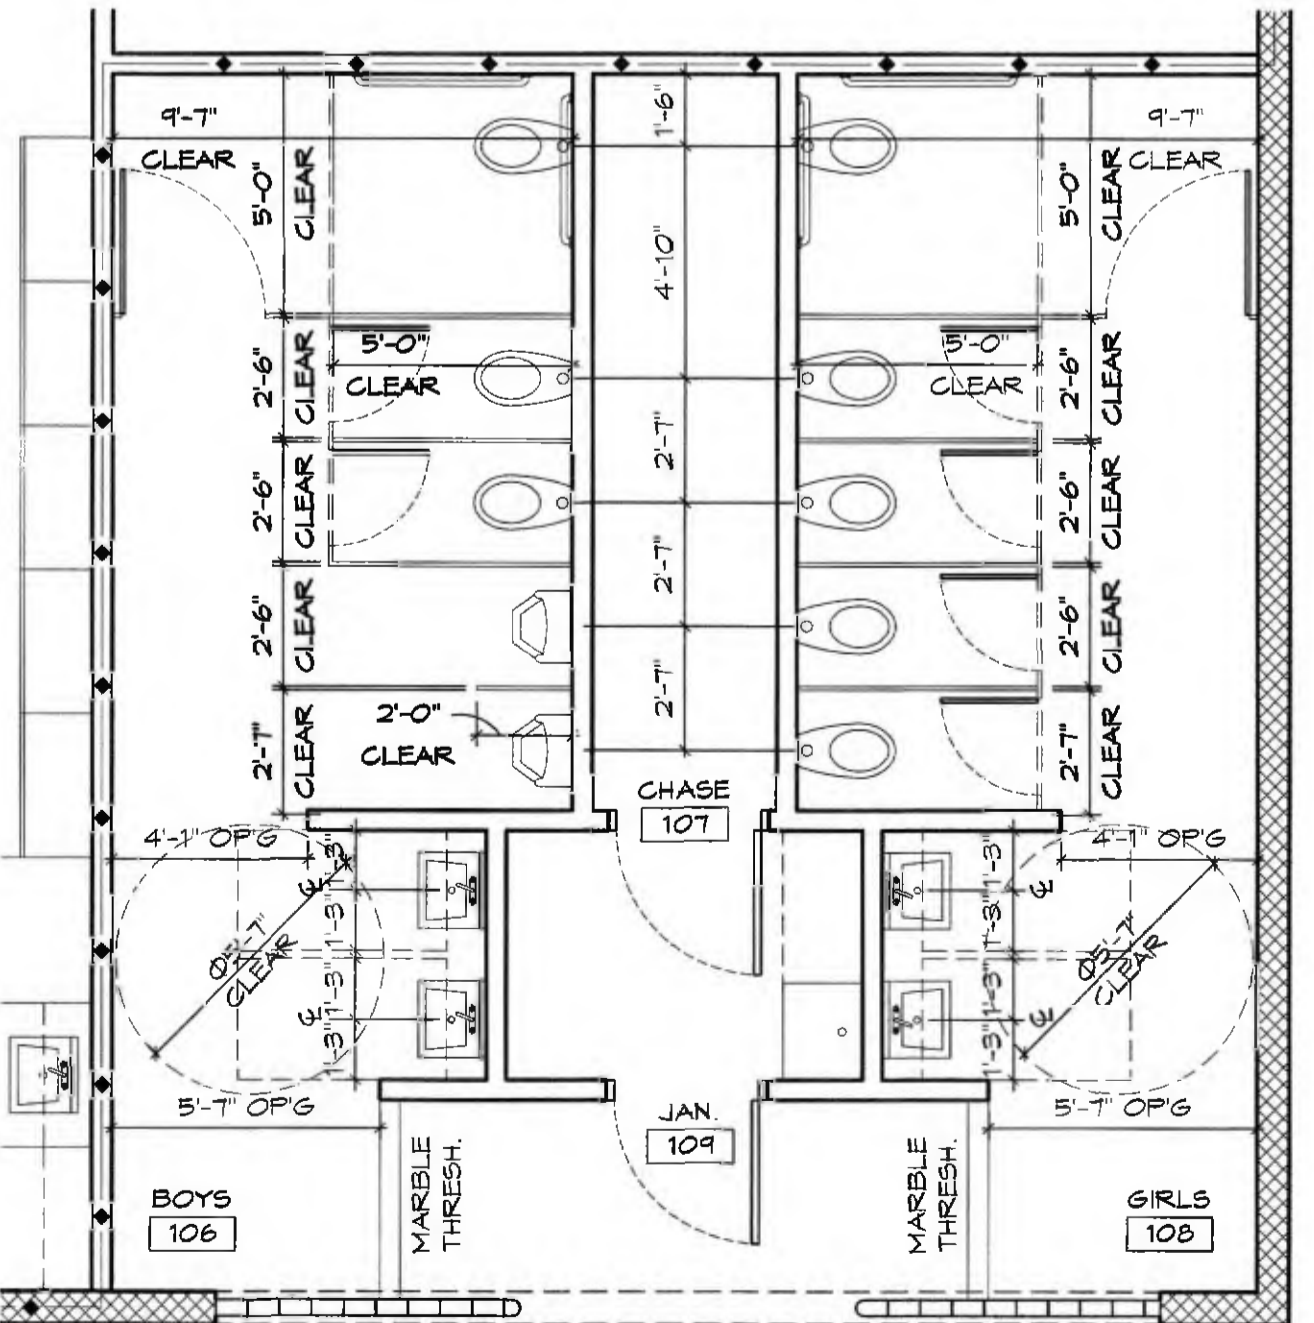 9'-7"
CLEAR
5'-0"
CLEAR
1'-6"
9'-7"
CLEAR
5'-0"
CLEAR
4'-10"
2'-6"
CLEAR
5'-0"
CLEAR
5'-0"
CLEAR
2'-6"
CLEAR
2'-7"
2'-6"
CLEAR
2'-6"
CLEAR
2'-7"
2'-6"
CLEAR
2'-6"
CLEAR
2'-7"
2'-7"
CLEAR
2'-0"
CLEAR
2'-7"
CLEAR
CHASE
107
4'-1" OP'G
4'-1" OP'G
1'-3"
1'-3"
1'-3"
1'-3"
℄
℄
Ø5'-7"
CLEAR
1'-3"
1'-3"
1'-3"
1'-3"
℄
℄
Ø5'-7"
CLEAR
5'-7" OP'G
5'-7" OP'G
JAN.
109
MARBLE
THRESH.
MARBLE
THRESH.
BOYS
106
GIRLS
108